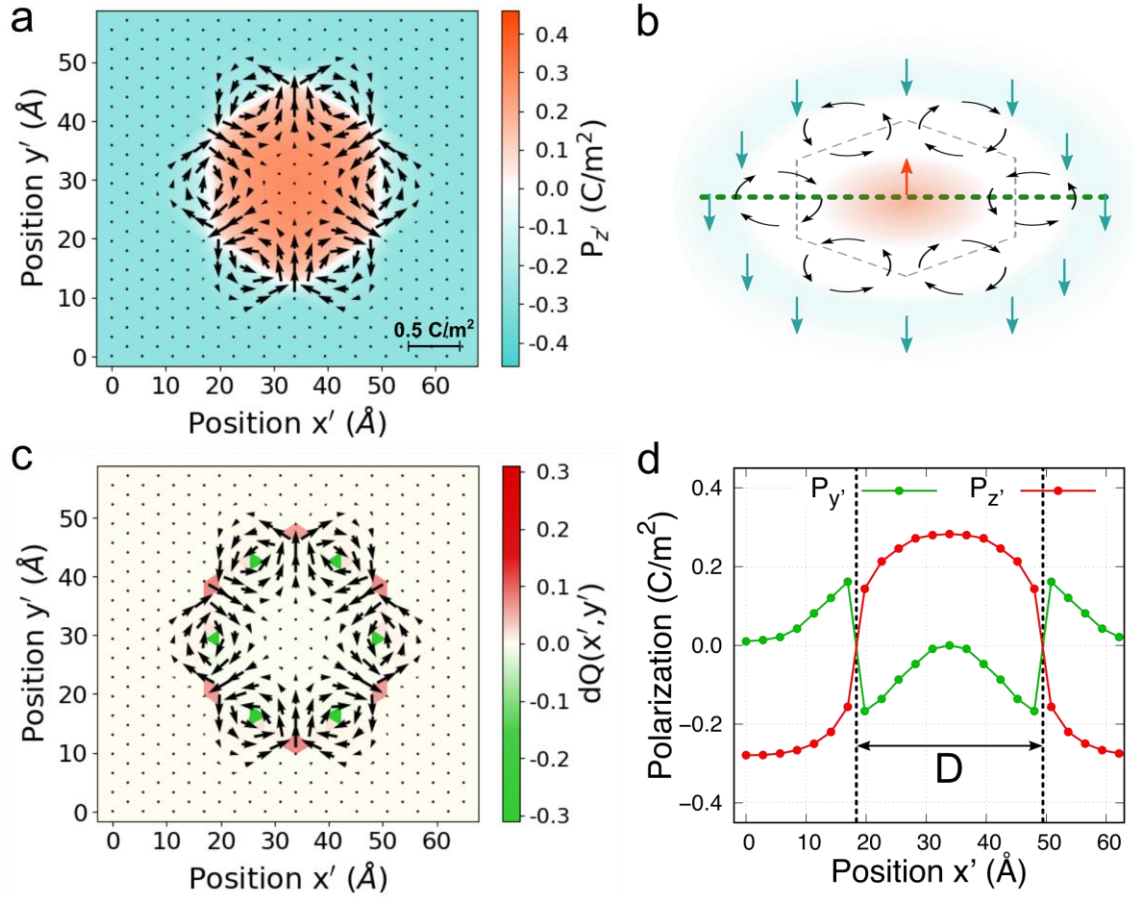 a
50
40
30
20
10
0
0 10 20 30 40 50 60
Position x′ (Å)
Position y′ (Å)
0.5 C/m²
0.4
0.3
0.2
0.1
0.0
-0.1
-0.2
-0.3
-0.4
P_z′ (C/m²)
b
c
50
40
30
20
10
0
0 10 20 30 40 50 60
Position x′ (Å)
Position y′ (Å)
0.3
0.2
0.1
0.0
-0.1
-0.2
-0.3
dQ(x′,y′)
d
P_y' P_z'
0.4
0.2
0.0
−0.2
−0.4
D
0 10 20 30 40 50 60
Position x' (Å)
Polarization (C/m²)